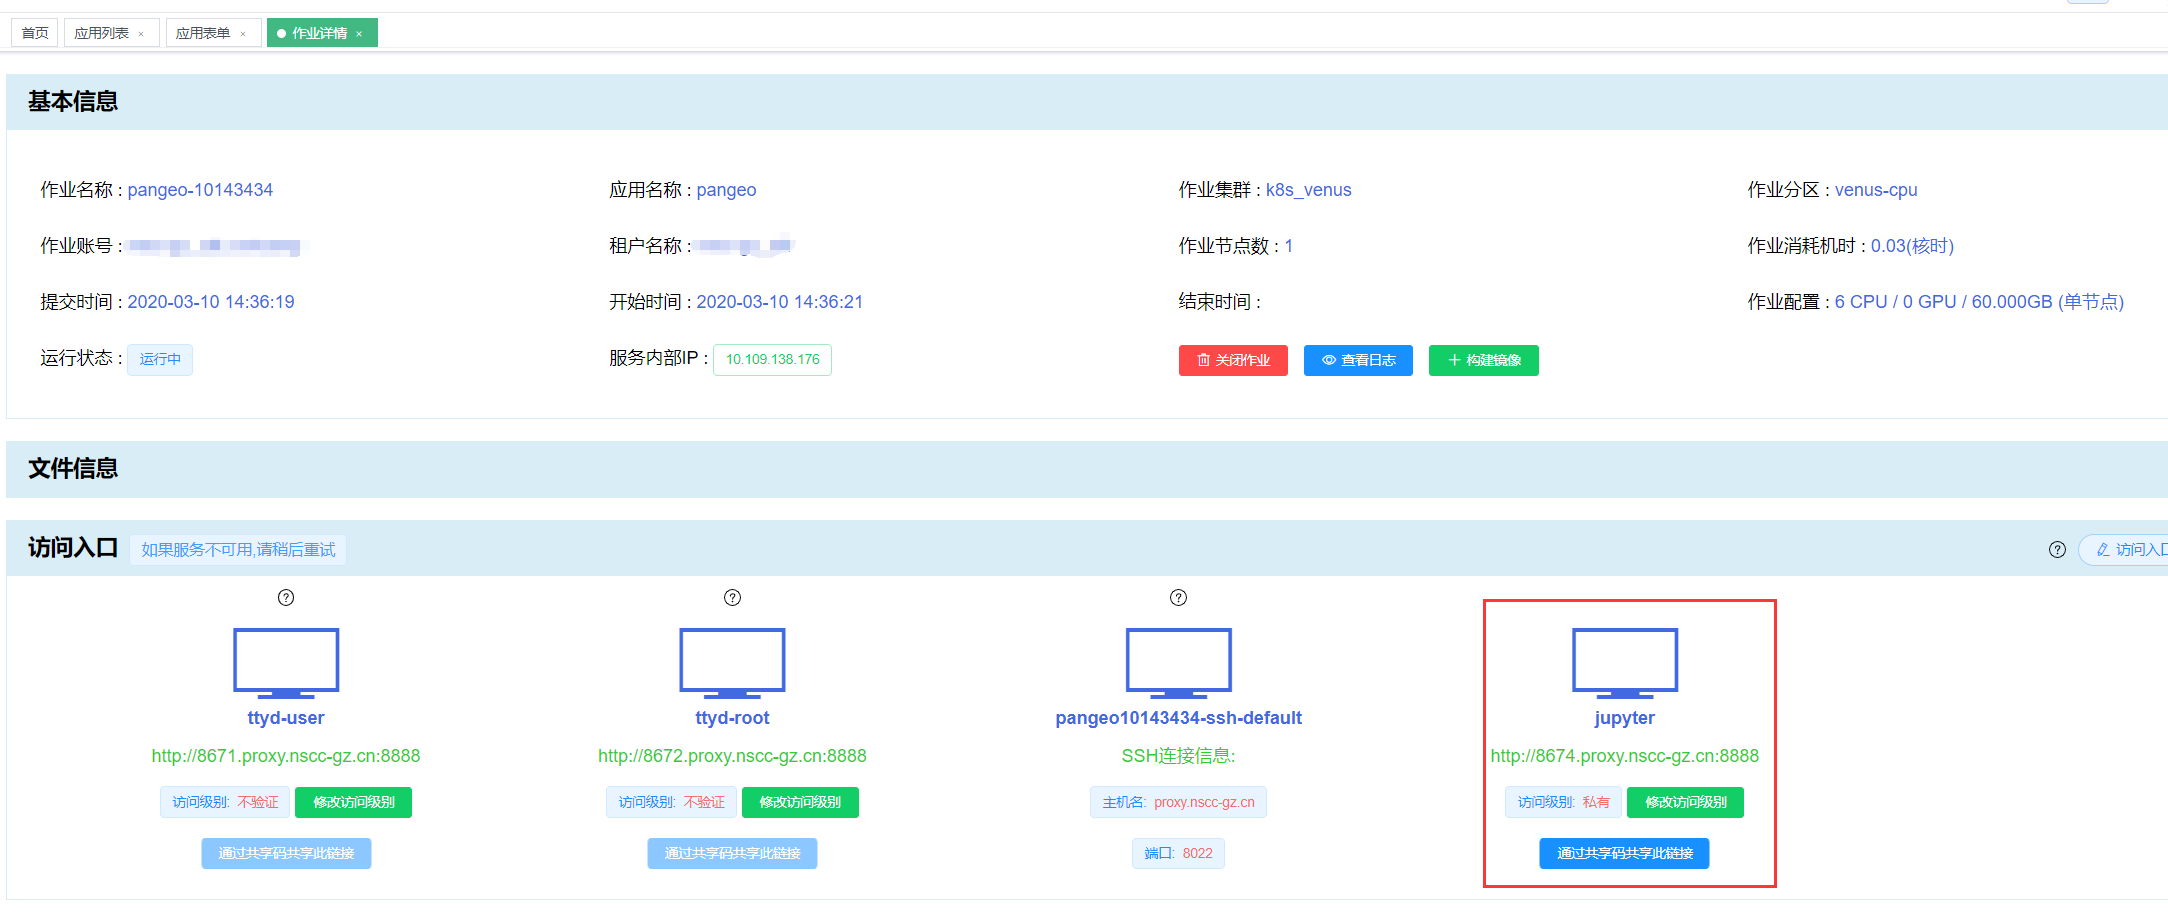 首页 应用列表 × 应用表单 × 作业详情 ×
基本信息
作业名称 : pangeo-10143434 应用名称 : pangeo 作业集群 : k8s_venus 作业分区 : venus-cpu
作业账号 : 租户名称 : 作业节点数 : 1 作业消耗机时 : 0.03(核时)
提交时间 : 2020-03-10 14:36:19 开始时间 : 2020-03-10 14:36:21 结束时间 : 作业配置 : 6 CPU / 0 GPU / 60.000GB (单节点)
运行状态 : 运行中 服务内部IP : 10.109.138.176 关闭作业 查看日志 构建镜像
文件信息
访问入口 如果服务不可用,请稍后重试 ? 访问入口
? ? ?
ttyd-user ttyd-root pangeo10143434-ssh-default jupyter
http://8671.proxy.nscc-gz.cn:8888 http://8672.proxy.nscc-gz.cn:8888 SSH连接信息: http://8674.proxy.nscc-gz.cn:8888
访问级别: 不验证 修改访问级别 访问级别: 不验证 修改访问级别 主机名: proxy.nscc-gz.cn 访问级别: 私有 修改访问级别
通过共享码共享此链接 通过共享码共享此链接 端口: 8022 通过共享码共享此链接